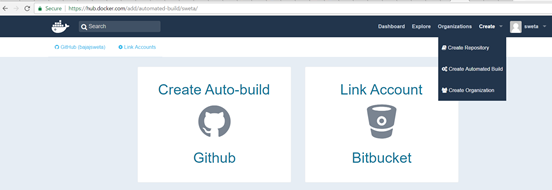 Secure https://hub.docker.com/add/automated-build/sweta/
Search
Dashboard Explore Organizations Create sweta
Github (bajajsweta) Link Accounts
Create Repository
Create Automated Build
Create Organization
Create Auto-build
Github
Link Account
Bitbucket